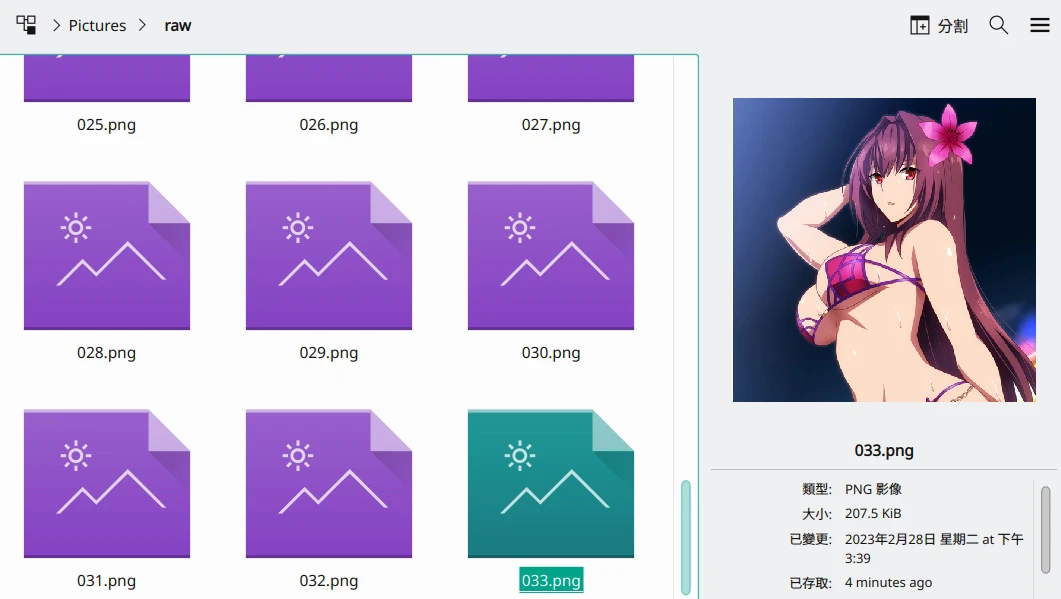 Pictures raw
分割
025.png 026.png 027.png
028.png 029.png 030.png
031.png 032.png 033.png
033.png
類型: PNG 影像
大小: 207.5 KiB
已變更: 2023年2月28日 星期二 at 下午
3:39
已存取: 4 minutes ago